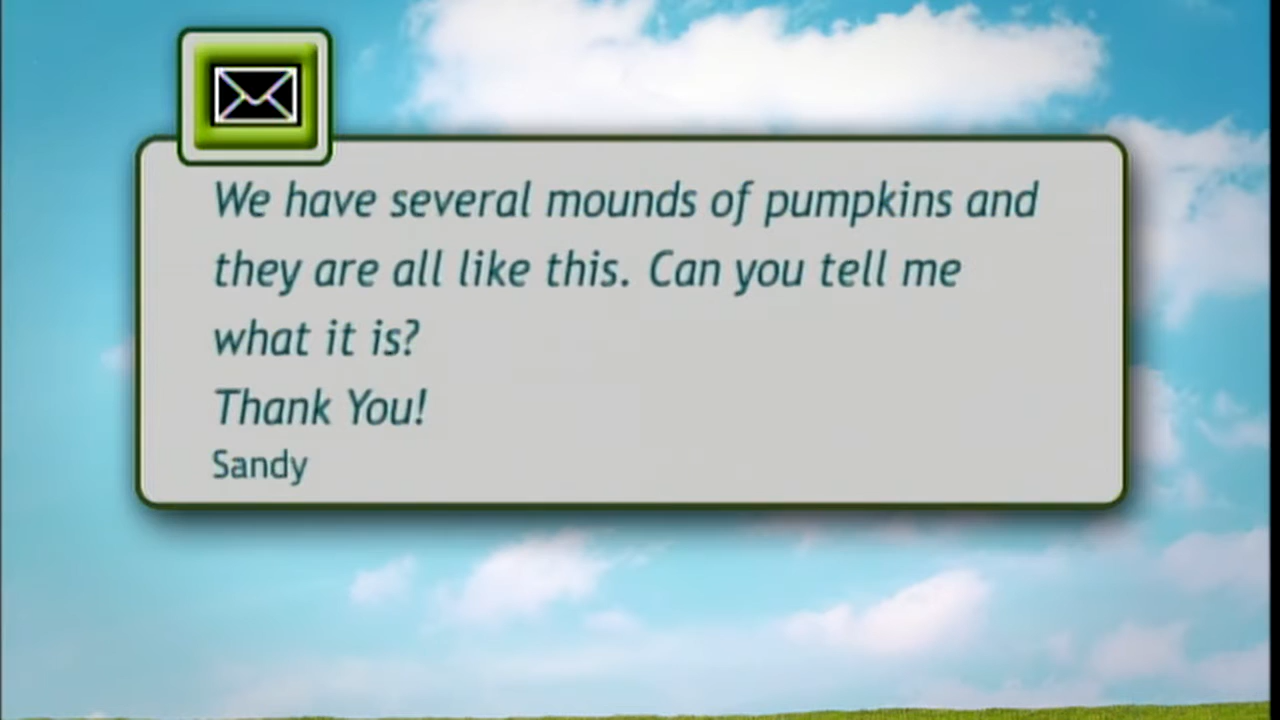 We have several mounds of pumpkins and
they are all like this. Can you tell me
what it is?
Thank You!
Sandy